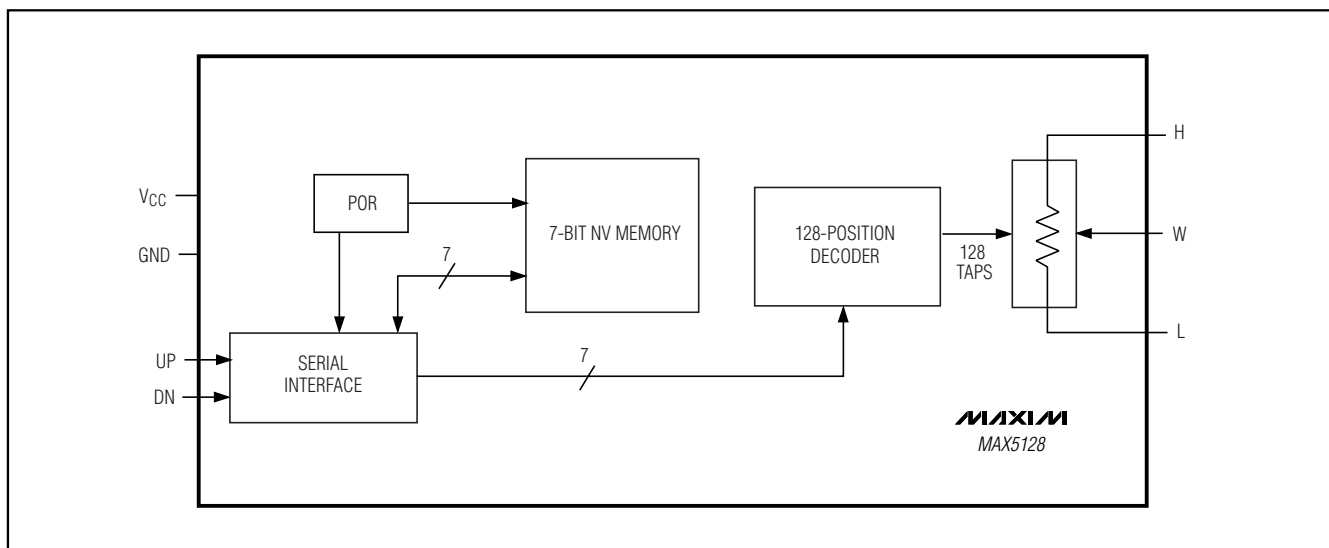 VCC
GND
UP
DN
POR
7-BIT NV MEMORY
7
SERIAL
INTERFACE
7
128-POSITION
DECODER
128
TAPS
H
W
L
MAXIM
MAX5128